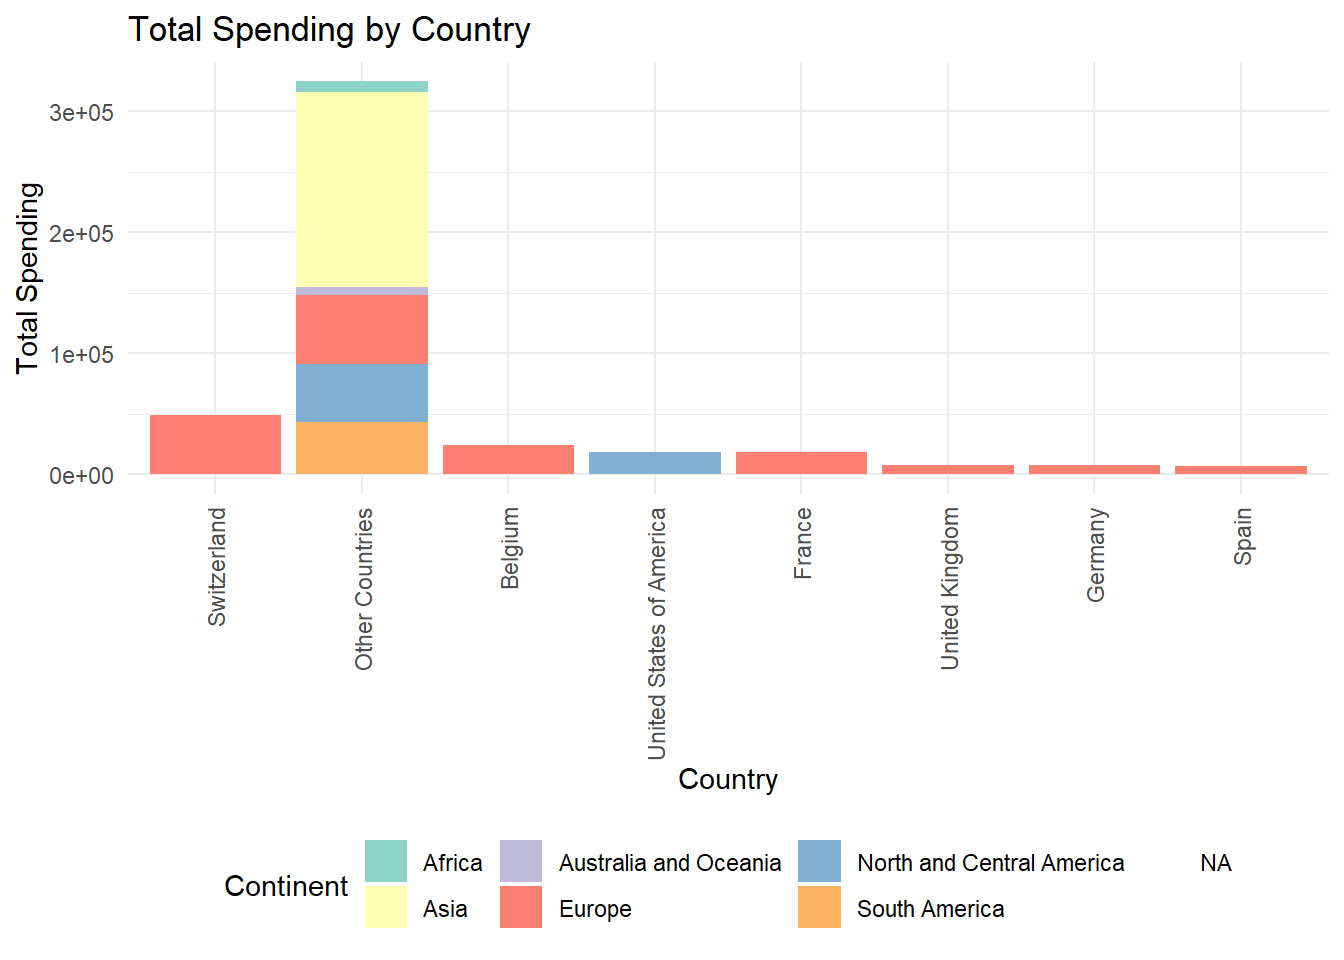 Total Spending by Country
Total Spending
3e+05
2e+05
1e+05
0e+00
Switzerland
Other Countries
Belgium
United States of America
France
United Kingdom
Germany
Spain
Country
Continent
Africa
Australia and Oceania
North and Central America
NA
Asia
Europe
South America